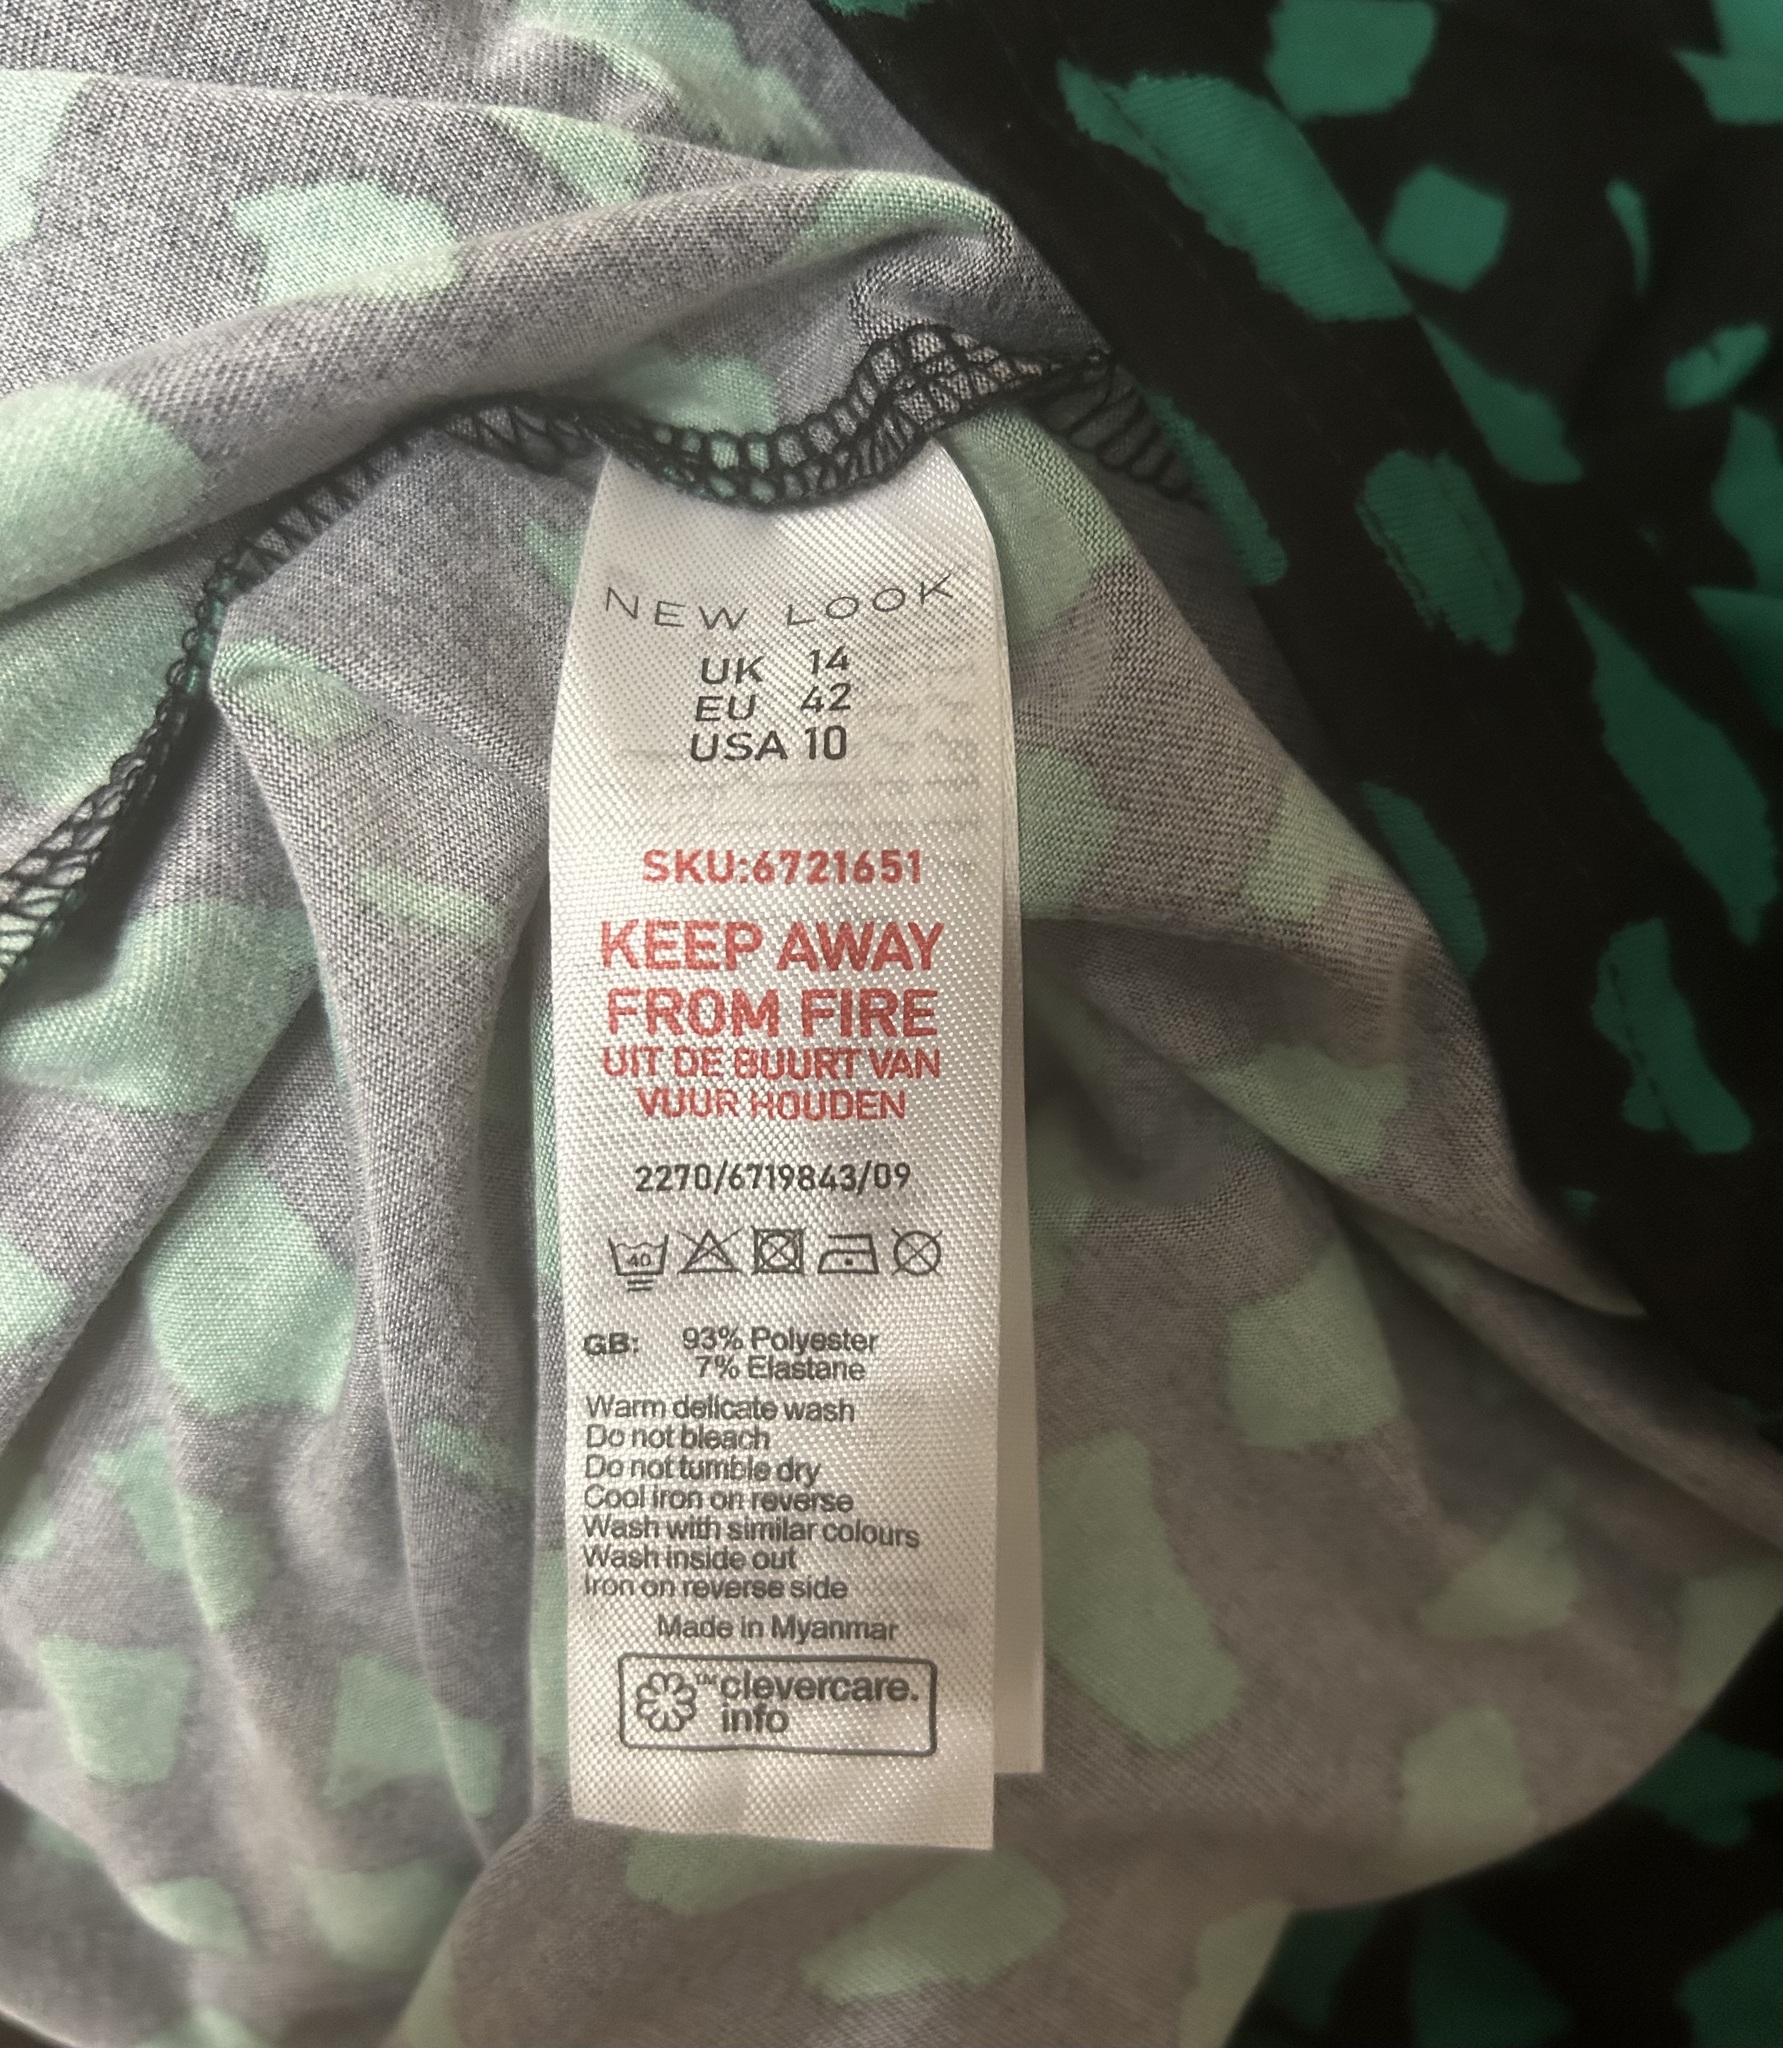 NEW LOOK
UK 14
EU 42
USA 10
SKU:6721651
KEEP AWAY
FROM FIRE
UIT DE BUURT VAN
VUUR HOUDEN
2270/6719843/09
40
GB: 93% Polyester
7% Elastane
Warm delicate wash
Do not bleach
Do not tumble dry
Cool iron on reverse
Wash with similar colours
Wash inside out
Iron on reverse side
Made in Myanmar
™clevercare.
info